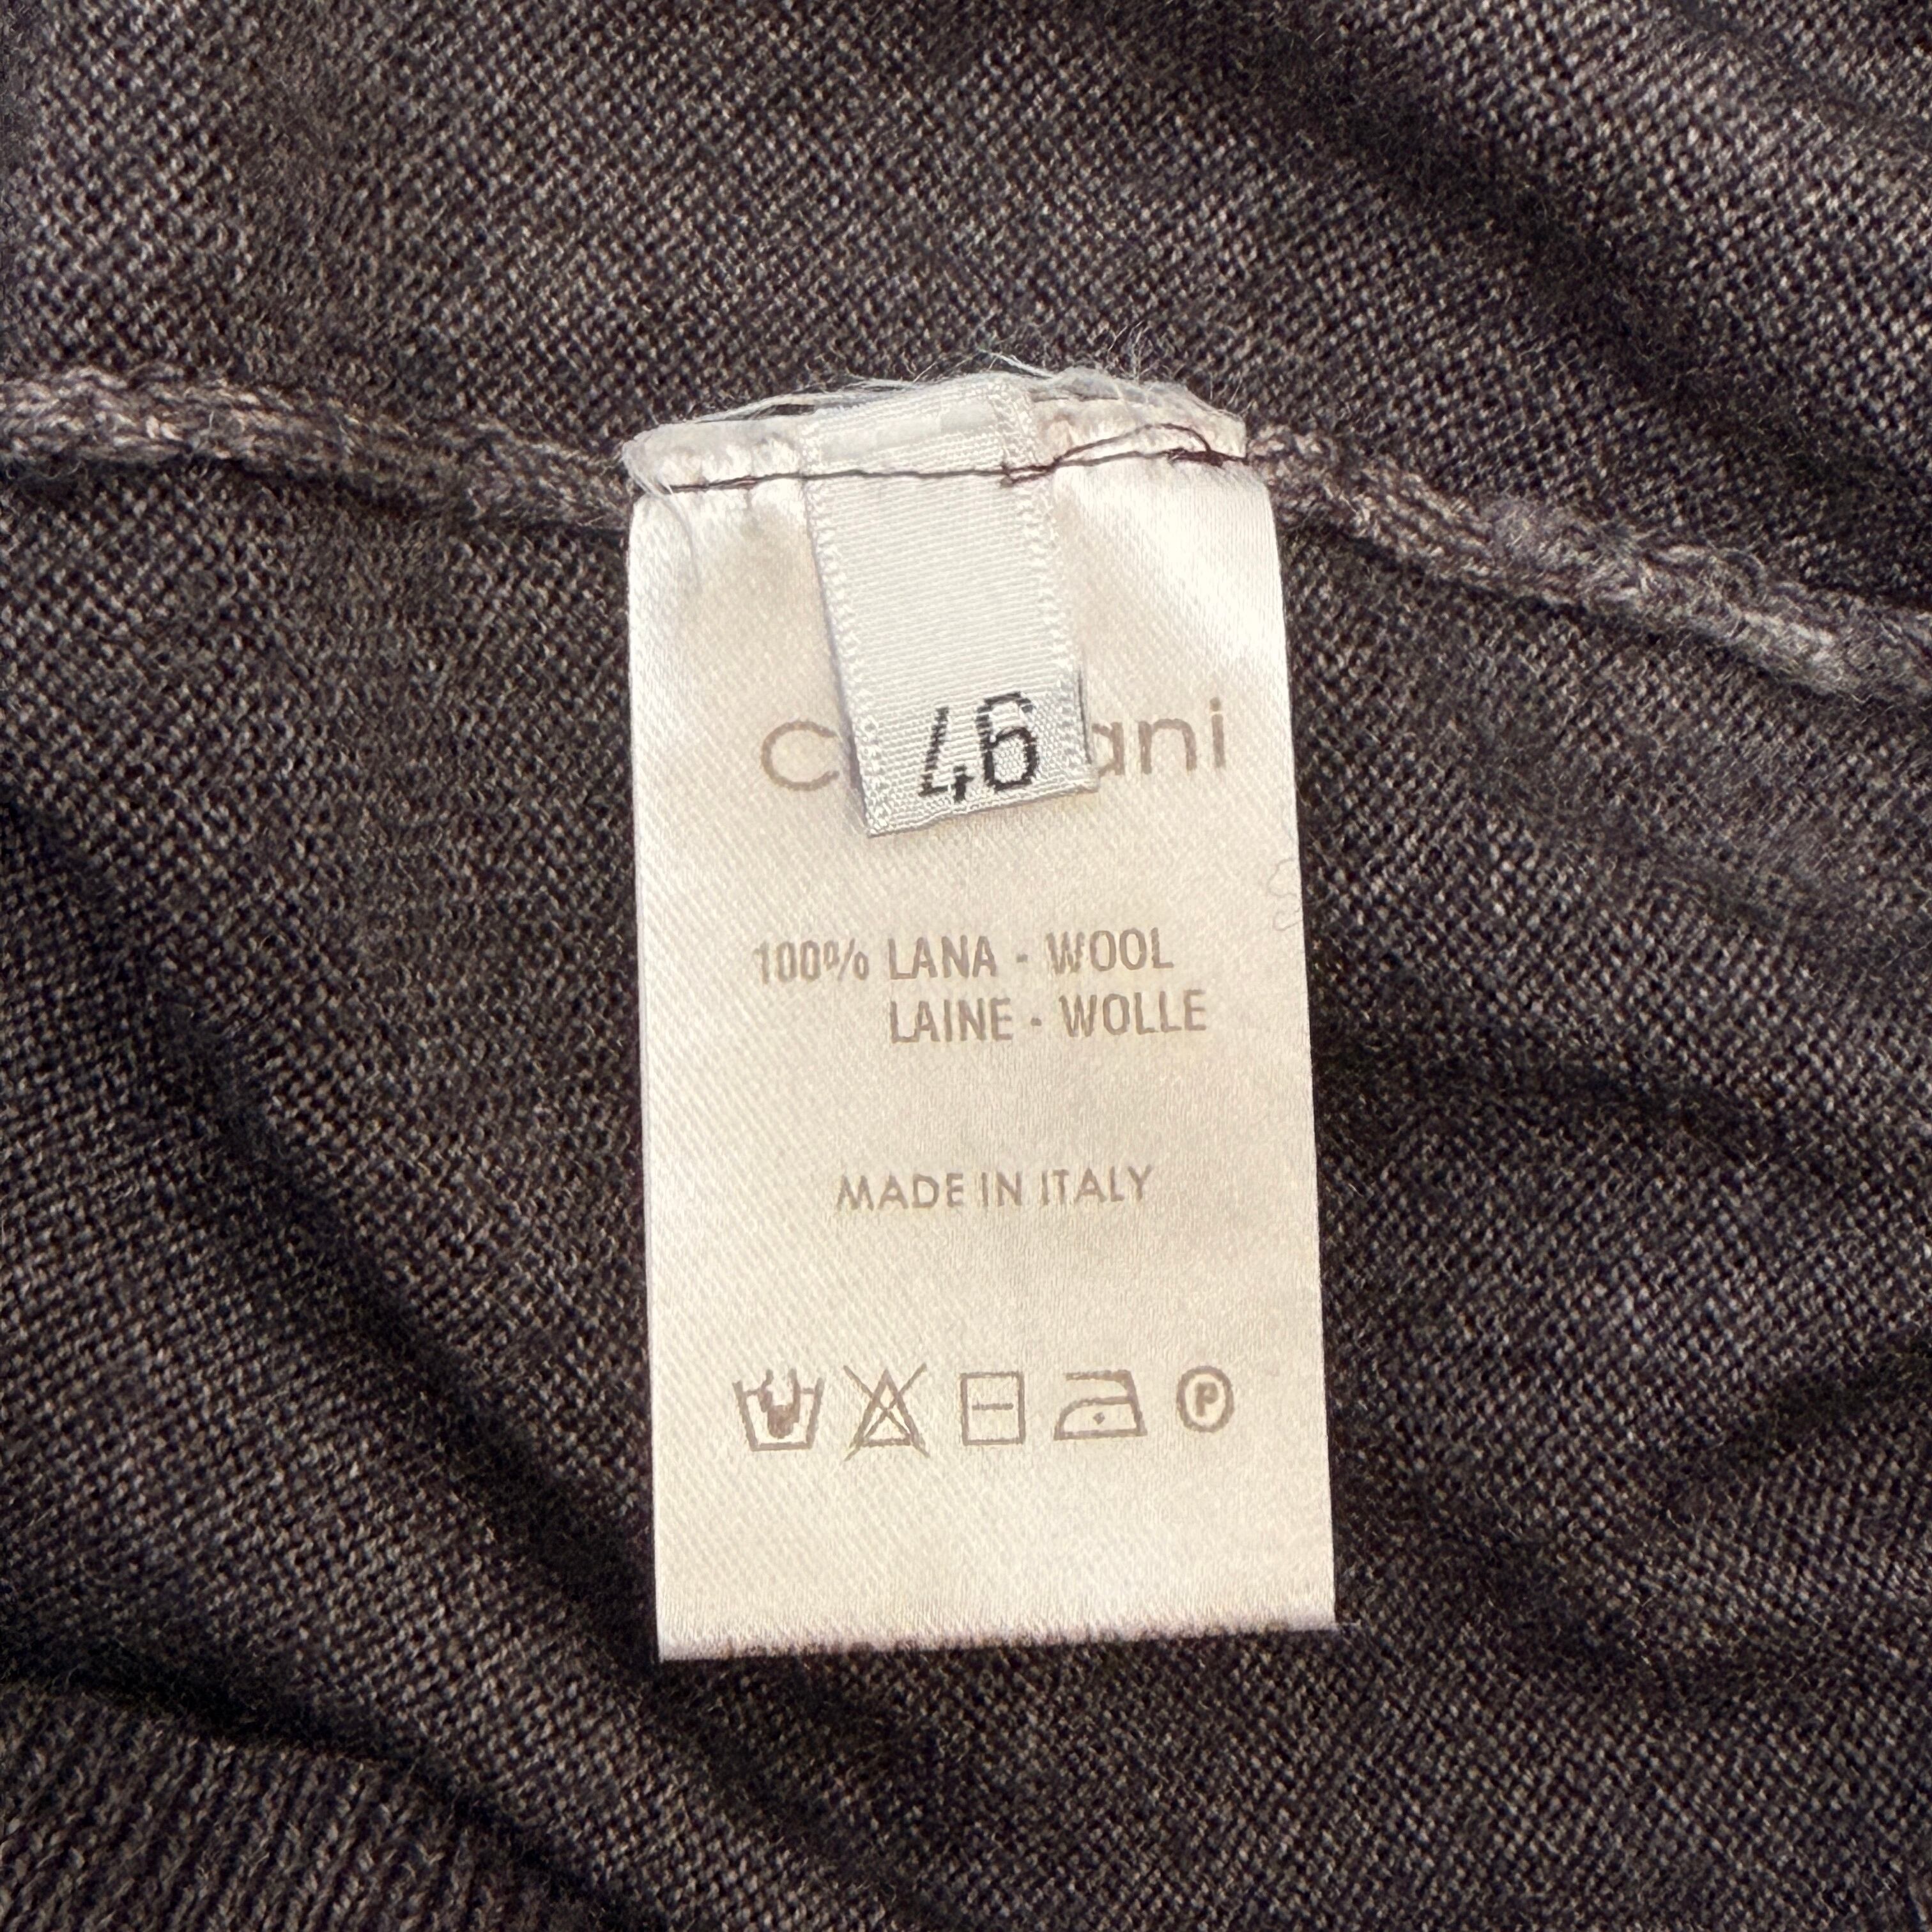 46
100% LANA - WOOL
LAINE - WOLLE
MADE IN ITALY
P